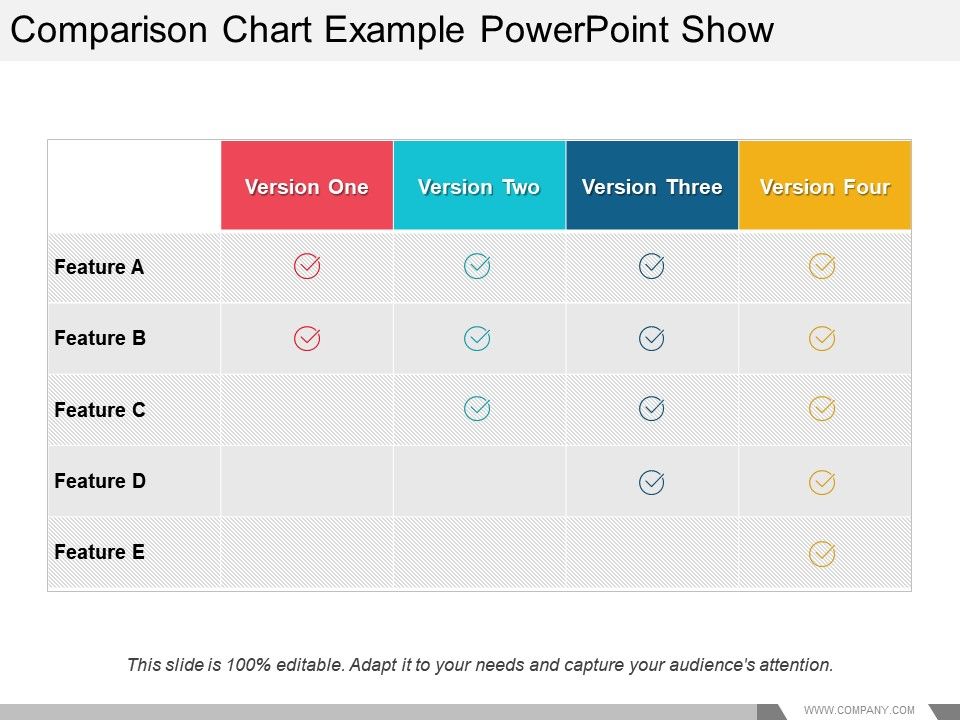 Comparison Chart Example PowerPoint Show
Version One
Version Two
Version Three
Version Four
Feature A
Feature B
Feature C
Feature D
Feature E
This slide is 100% editable. Adapt it to your needs and capture your audience's attention.
WWW.COMPANY.COM